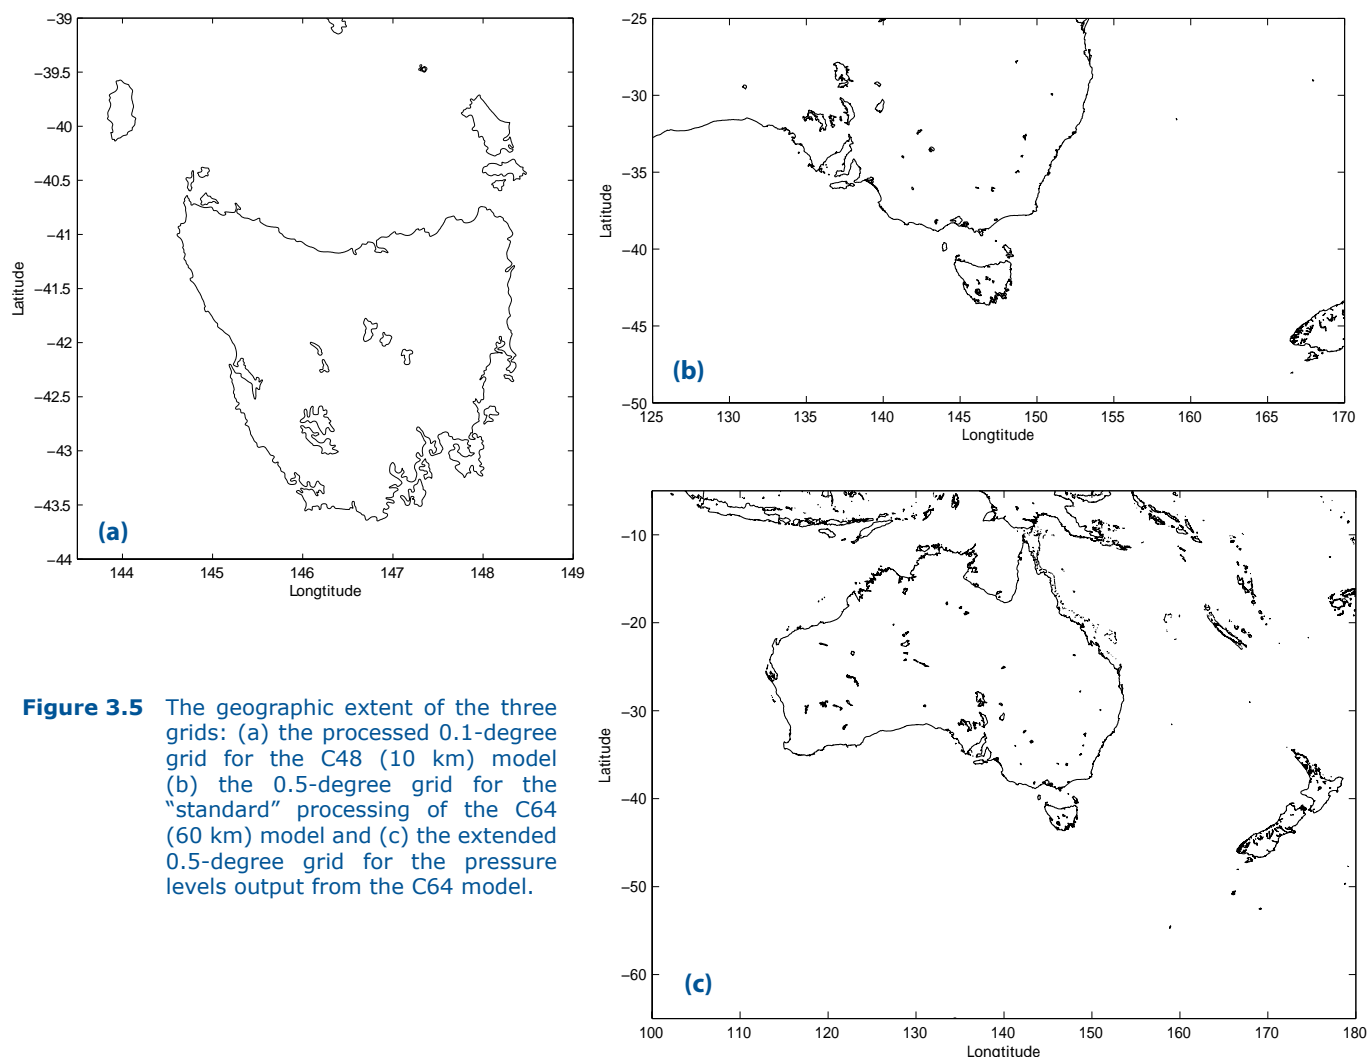 −39
−39.5
−40
−40.5
−41
−41.5
−42
−42.5
−43
−43.5
−44
Latitude
(a)
144 145 146 147 148 149
Longtitude
−25
−30
−35
−40
−45
−50
Latitude
(b)
125 130 135 140 145 150 155 160 165 170
Longtitude
−10
−20
−30
−40
−50
−60
Latitude
(c)
100 110 120 130 140 150 160 170 180
Longtitude
Figure 3.5 The geographic extent of the three
grids: (a) the processed 0.1-degree
grid for the C48 (10 km) model
(b) the 0.5-degree grid for the
“standard” processing of the C64
(60 km) model and (c) the extended
0.5-degree grid for the pressure
levels output from the C64 model.